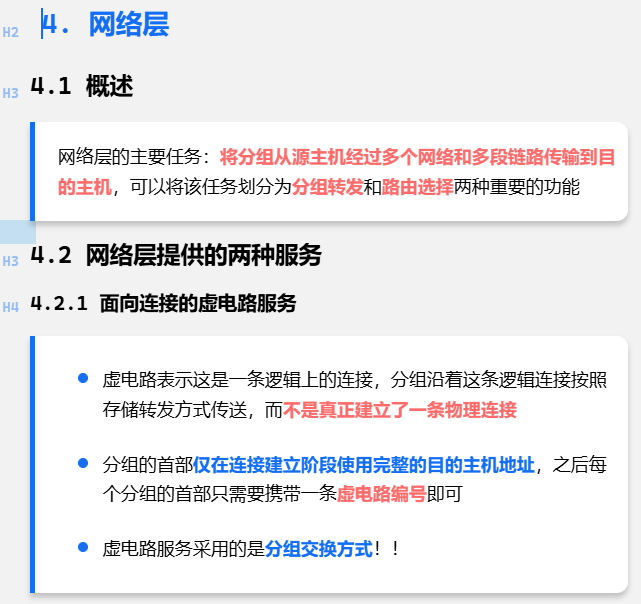 H2 4. 网络层
H3 4.1 概述
网络层的主要任务：将分组从源主机经过多个网络和多段链路传输到目
的主机，可以将该任务划分为分组转发和路由选择两种重要的功能
H3 4.2 网络层提供的两种服务
H4 4.2.1 面向连接的虚电路服务
虚电路表示这是一条逻辑上的连接，分组沿着这条逻辑连接按照
存储转发方式传送，而不是真正建立了一条物理连接
分组的首部仅在连接建立阶段使用完整的目的主机地址，之后每
个分组的首部只需要携带一条虚电路编号即可
虚电路服务采用的是分组交换方式！！